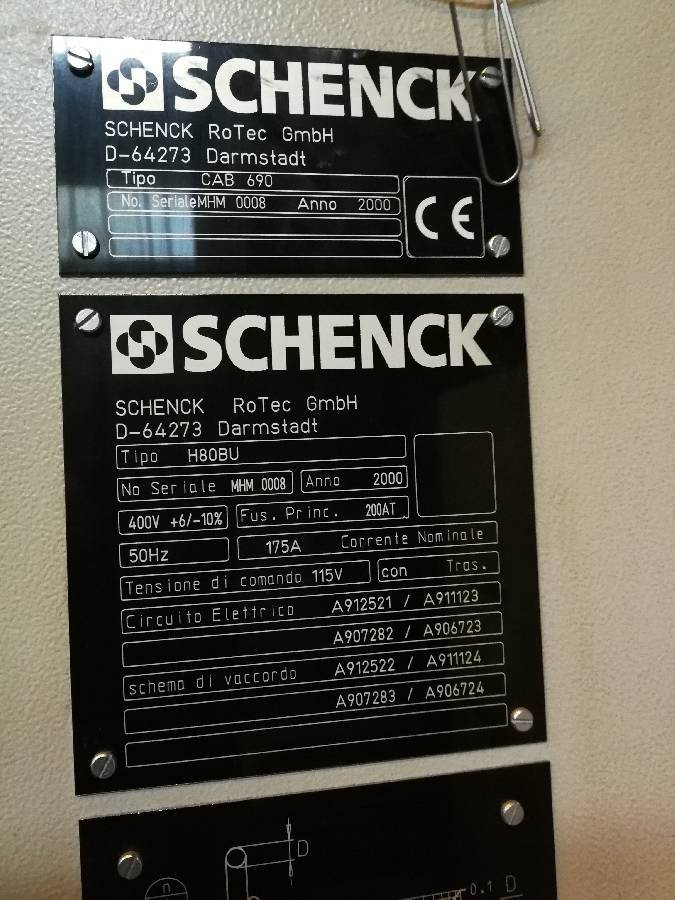 SCHENCK
SCHENCK RoTec GmbH
D-64273 Darmstadt
Tipo CAB 690
No. Seriale MHM 0008 Anno 2000
CE
SCHENCK
SCHENCK RoTec GmbH
D-64273 Darmstadt
Tipo H80BU
No Seriale MHM 0008 Anno 2000
400V +6/-10% Fus. Princ. 200AT
50Hz 175A Corrente Nominale
Tensione di comando 115V con Tras.
Circuito Elettrico A912521 / A911123
A907282 / A906723
schema di vaccordo A912522 / A911124
A907283 / A906724
D
n
0.1 D